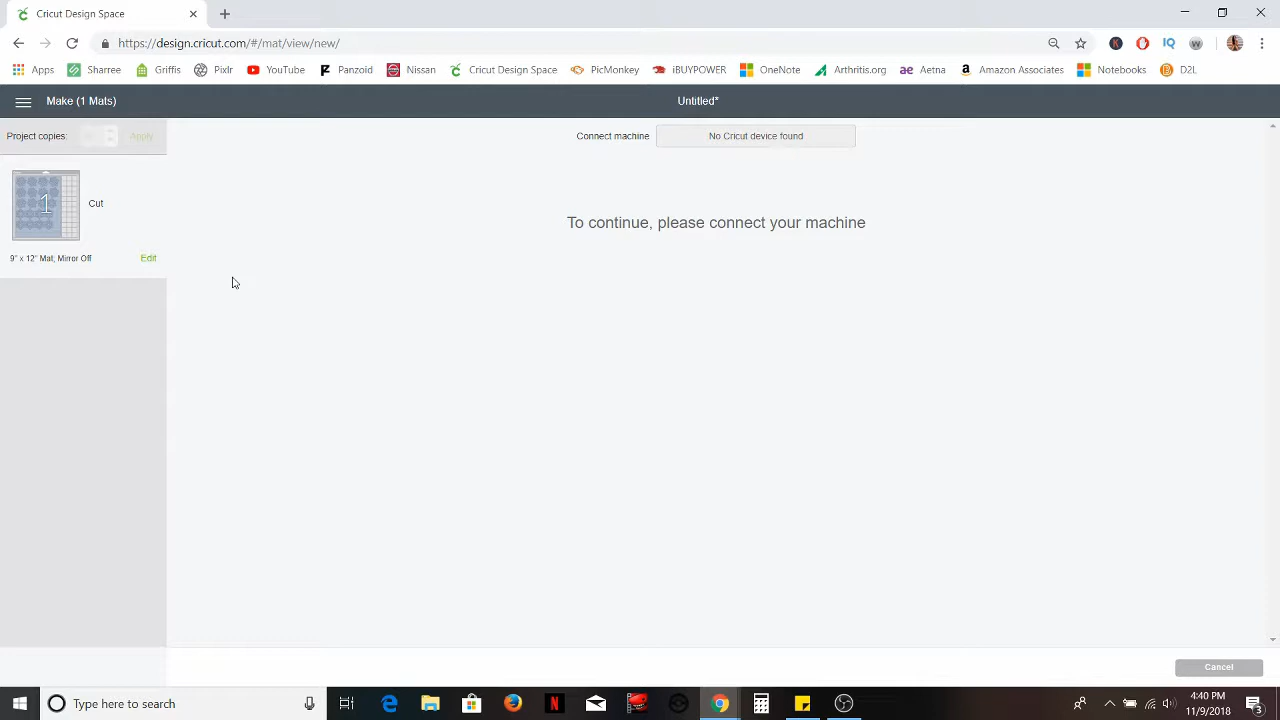 Cricut Design Space
https://design.cricut.com/#/mat/view/new/
Apps Sharren Griffis Pixlr YouTube Panzoid Nissan Cricut Design Space PicMonkey iBUYPOWER OneNote Arthritis.org Aetna Amazon Associates Notebooks D2L
Make (1 Mats) Untitled*
Project copies: Apply Connect machine No Cricut device found
1 Cut
To continue, please connect your machine
9" x 12" Mat, Mirror Off Edit
Cancel
Type here to search
4:40 PM
11/9/2018
3